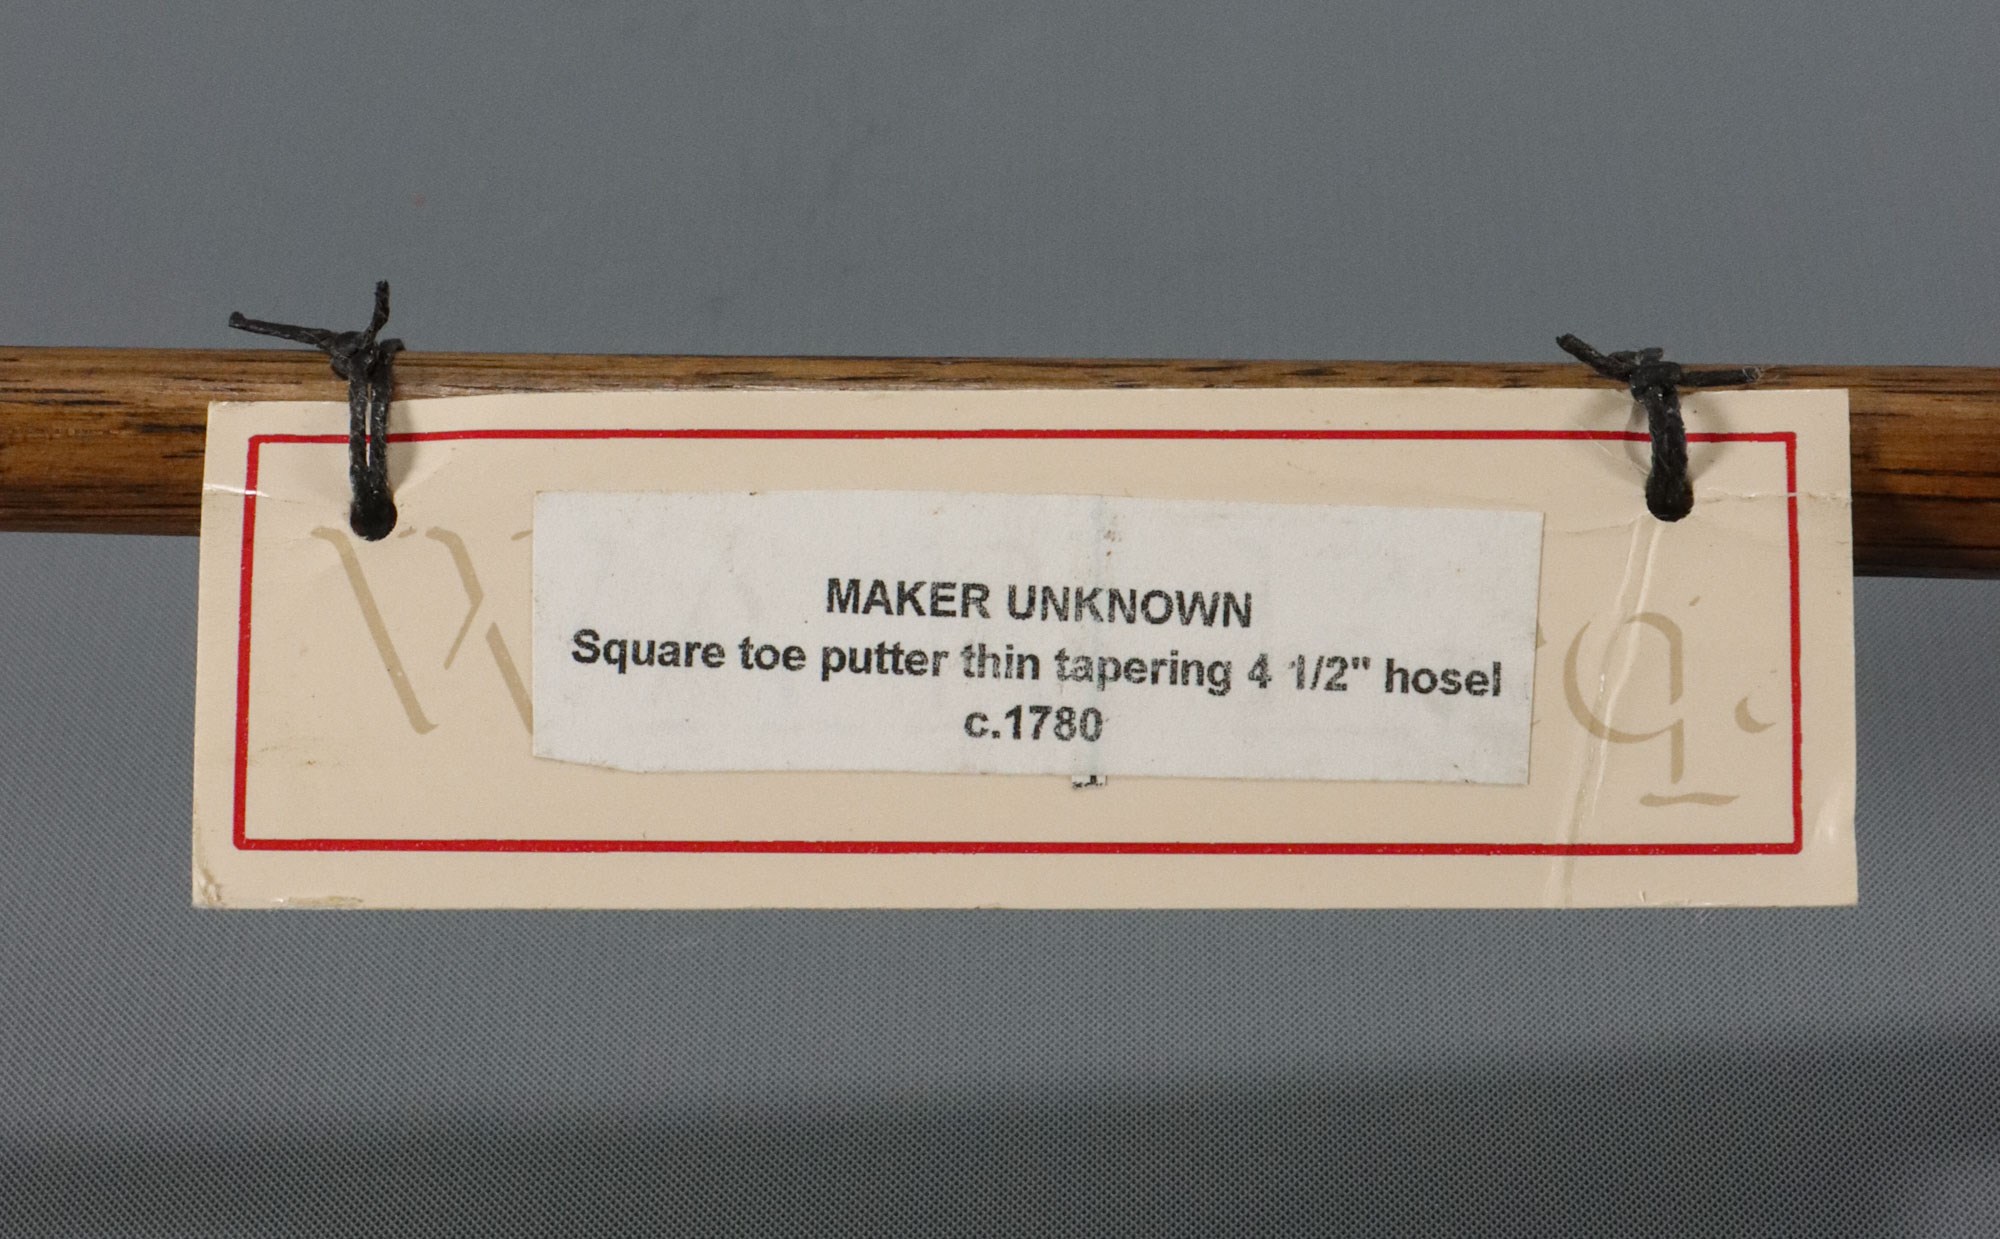 MAKER UNKNOWN
Square toe putter thin tapering 4 1/2" hosel
c.1780